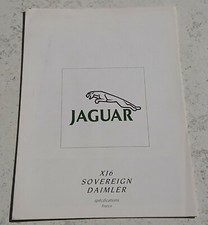 JAGUAR
XJ6
SOVEREIGN
DAIMLER
specifications